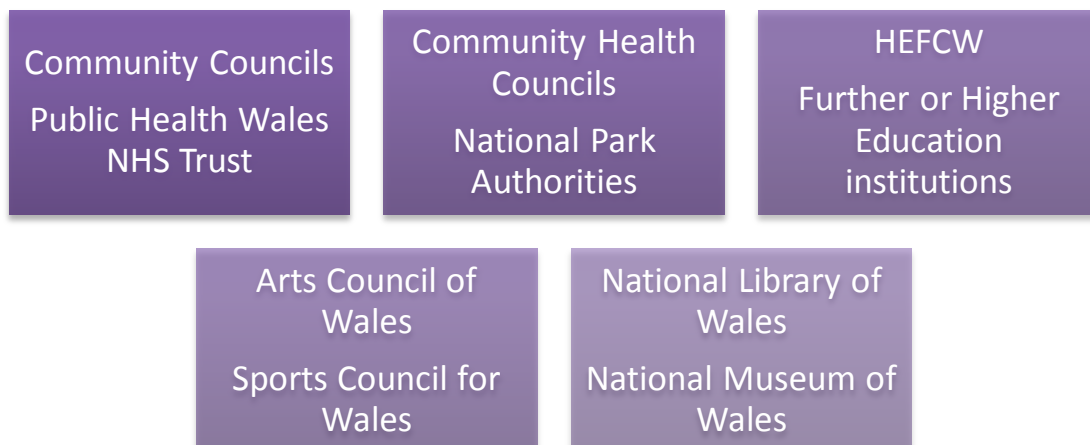 Community Councils
Public Health Wales
NHS Trust
Community Health
Councils
National Park
Authorities
HEFCW
Further or Higher
Education
institutions
Arts Council of
Wales
Sports Council for
Wales
National Library of
Wales
National Museum of
Wales